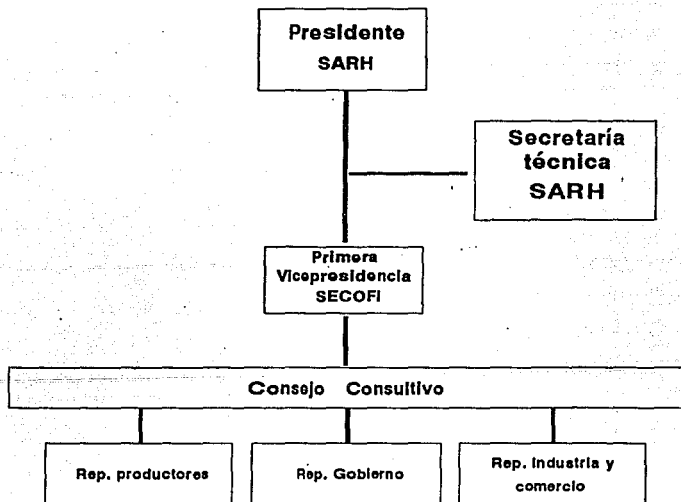 Presidente
SARH
Secretaría
técnica
SARH
Primera
Vicepresidencia
SECOFI
Consejo Consultivo
Rep. productores
Rep. Gobierno
Rep. Industria y
comercio